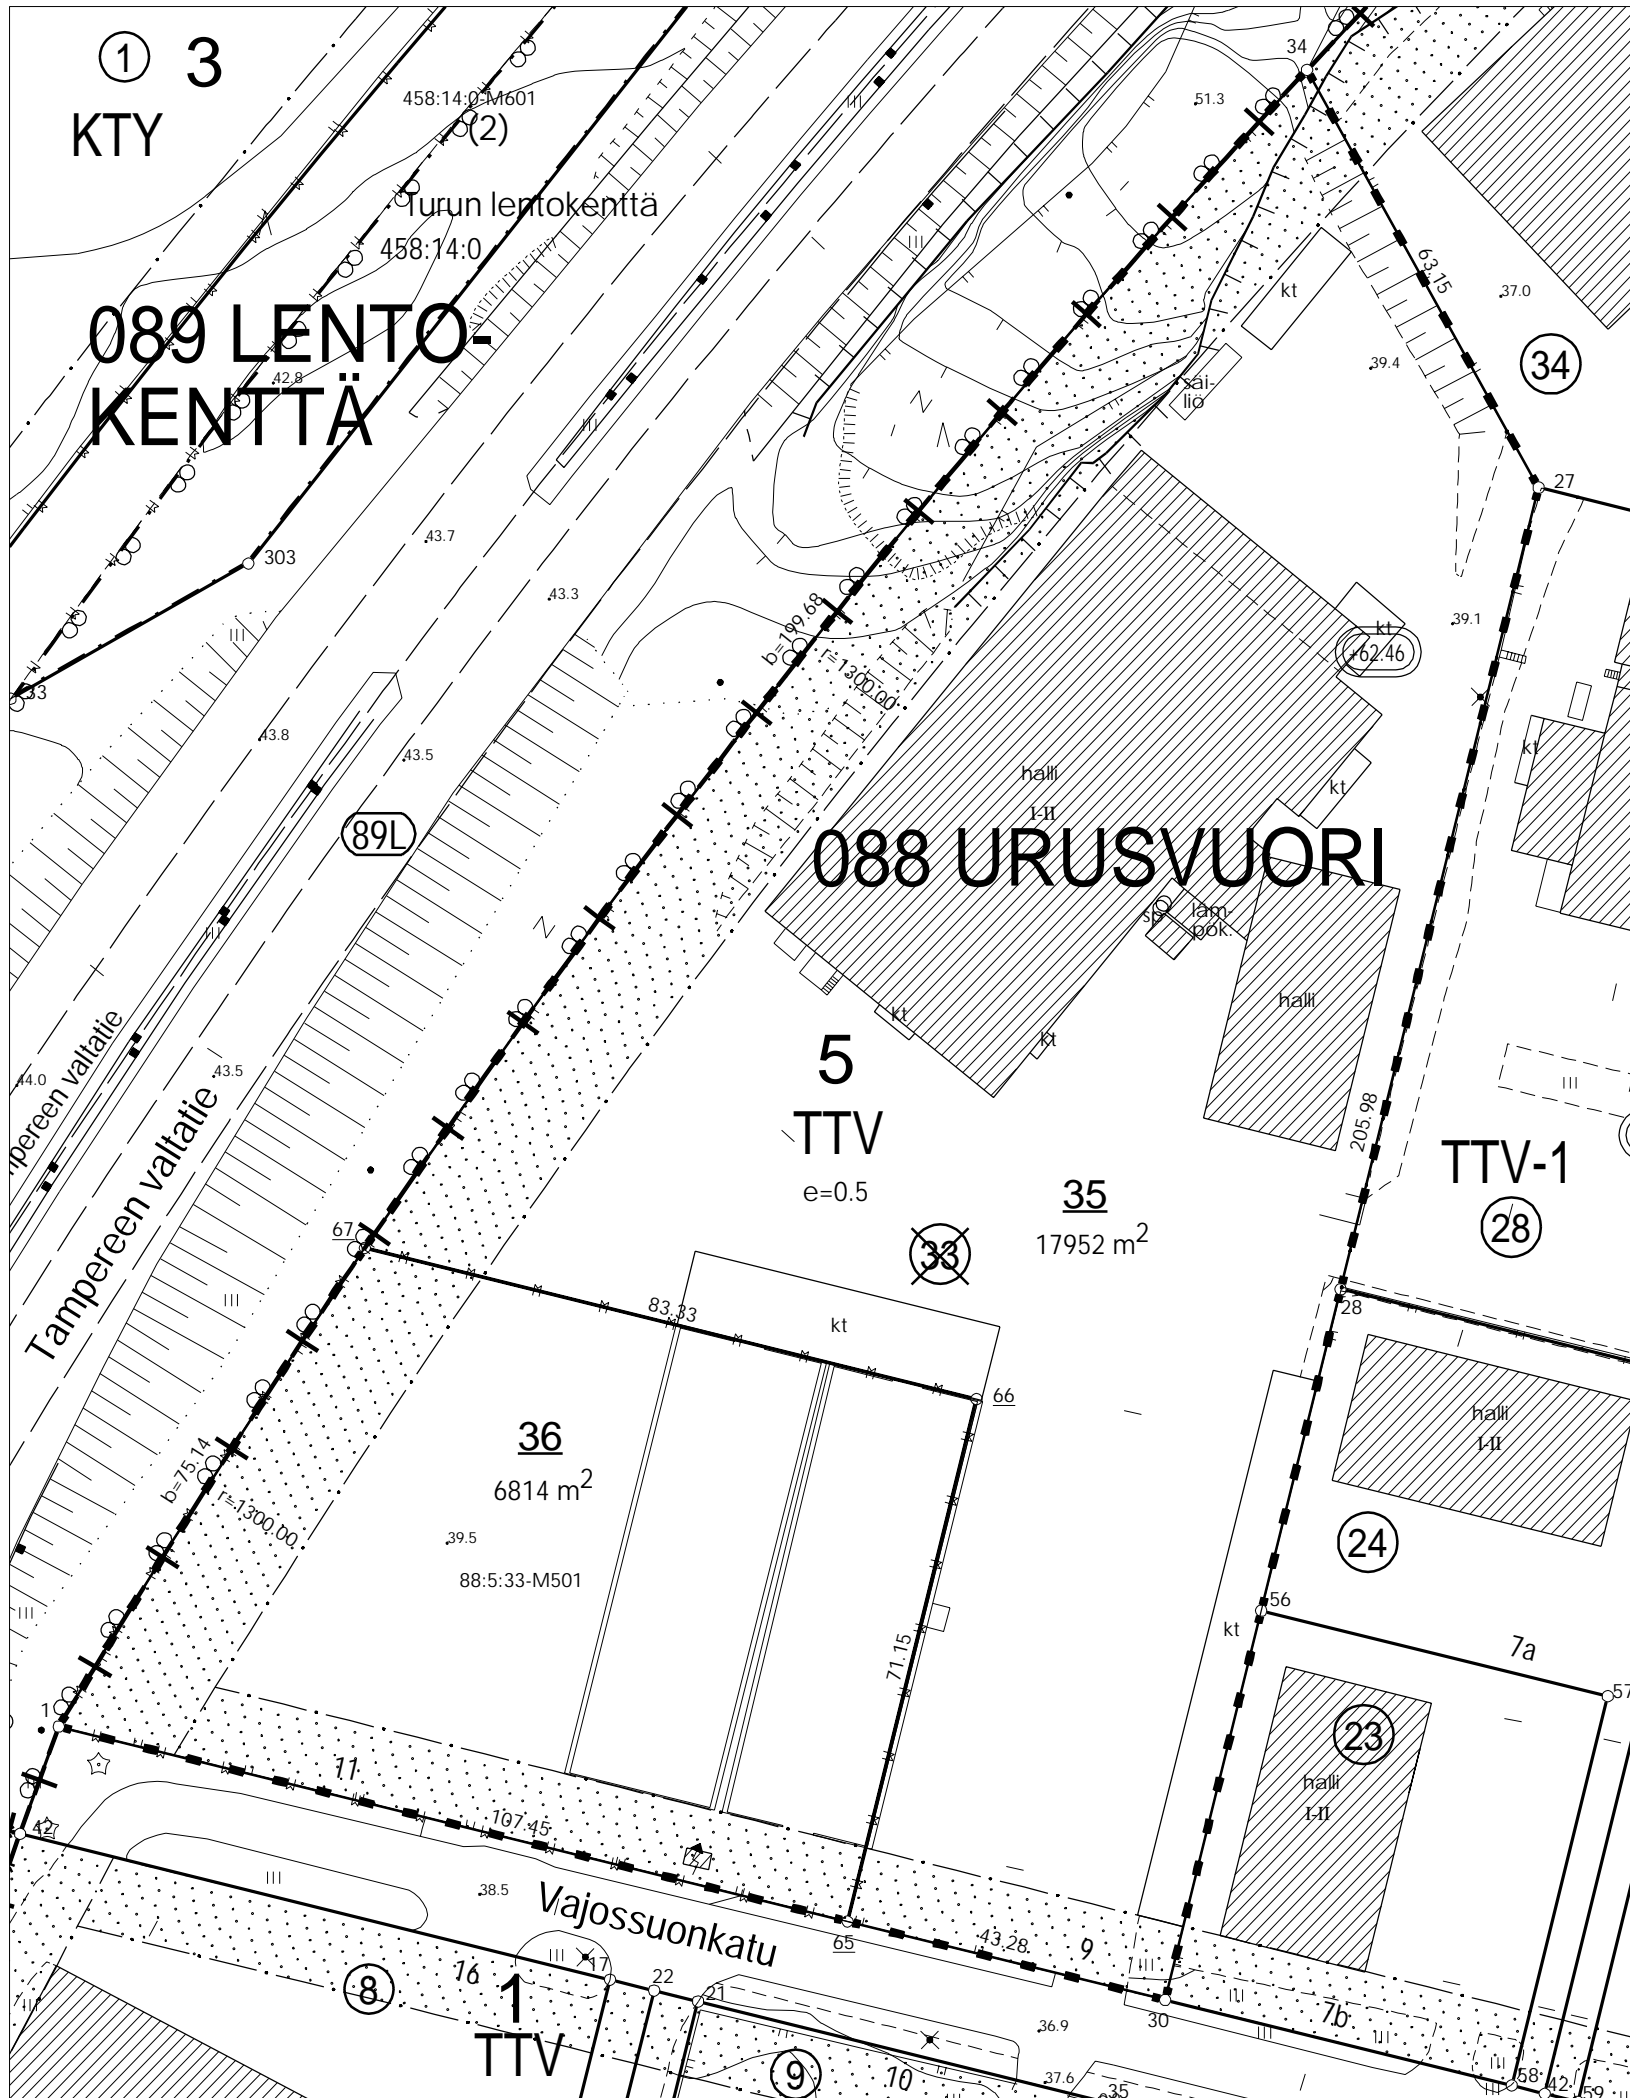 1
3
KTY
34
458:14:0-M601
(2)
51.3
Turun lentokenttä
458:14:0
63.15
kt
37.0
089 LENTO-
KENTTÄ
42.8
39.4
34
säi-
liö
27
303
43.7
43.3
b=199.68
39.1
kt
+62.46
r=1300.00
33
43.8
43.5
kt
halli
I-II
kt
89L
088 URUSVUORI
sp
läm-
pök.
halli
kt
kt
5
44.0
43.5
Tampereen valtatie
TTV
205.98
TTV-1
e=0.5
35
28
17952 m2
33
67
83.33
kt
28
66
36
6814 m2
halli
I-II
b=75.14
r=1300.00
39.5
24
88:5:33-M501
56
kt
7a
71.15
57
1
23
11
halli
I-II
107.45
42
38.5
Vajossuonkatu
65
43.28
9
16
17
8
22
1
21
TTV
30
7b
36.9
9
10
37.6
35
58
42
59